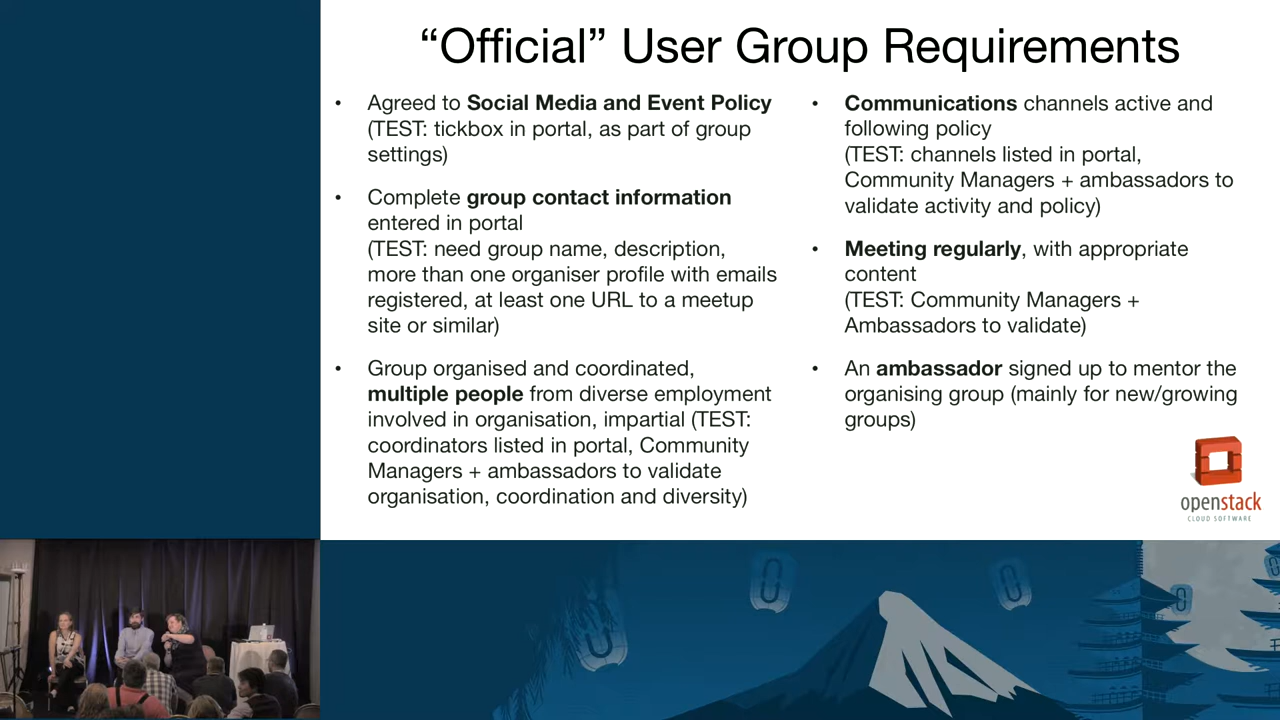 “Official” User Group Requirements
• Agreed to Social Media and Event Policy
(TEST: tickbox in portal, as part of group
settings)
• Complete group contact information
entered in portal
(TEST: need group name, description,
more than one organiser profile with emails
registered, at least one URL to a meetup
site or similar)
• Group organised and coordinated,
multiple people from diverse employment
involved in organisation, impartial (TEST:
coordinators listed in portal, Community
Managers + ambassadors to validate
organisation, coordination and diversity)
• Communications channels active and
following policy
(TEST: channels listed in portal,
Community Managers + ambassadors to
validate activity and policy)
• Meeting regularly, with appropriate
content
(TEST: Community Managers +
Ambassadors to validate)
• An ambassador signed up to mentor the
organising group (mainly for new/growing
groups)
openstack
CLOUD SOFTWARE